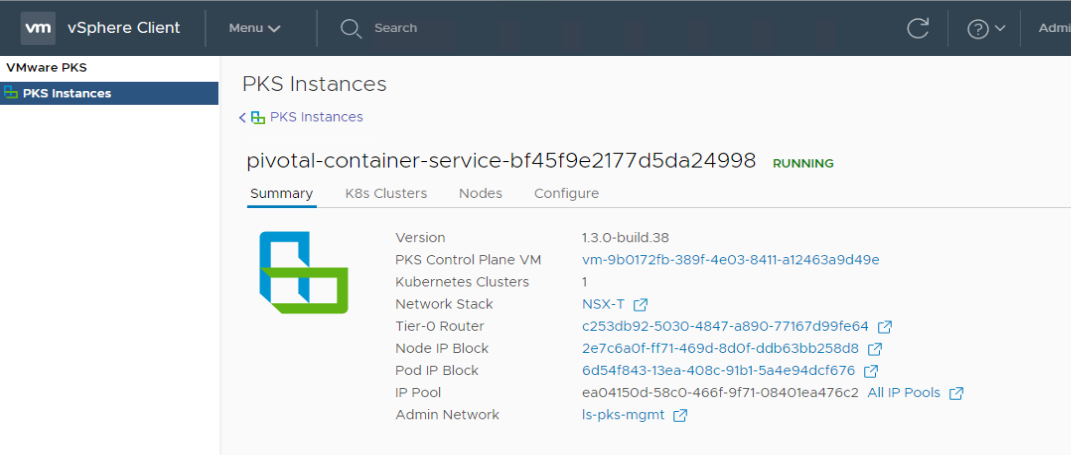 vm vSphere Client Menu Search Admi
VMware PKS
PKS Instances
PKS Instances
PKS Instances
pivotal-container-service-bf45f9e2177d5da24998 RUNNING
Summary K8s Clusters Nodes Configure
Version 1.3.0-build.38
PKS Control Plane VM vm-9b0172fb-389f-4e03-8411-a12463a9d49e
Kubernetes Clusters 1
Network Stack NSX-T
Tier-0 Router c253db92-5030-4847-a890-77167d99fe64
Node IP Block 2e7c6a0f-ff71-469d-8d0f-ddb63bb258d8
Pod IP Block 6d54f843-13ea-408c-91b1-5a4e94dcf676
IP Pool ea04150d-58c0-466f-9f71-08401ea476c2 All IP Pools
Admin Network ls-pks-mgmt